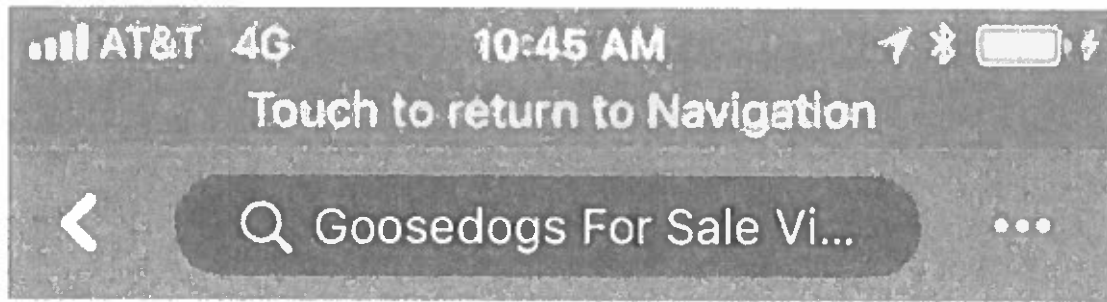 AT&T 4G 10:45 AM
Touch to return to Navigation
Goosedogs For Sale Vi...